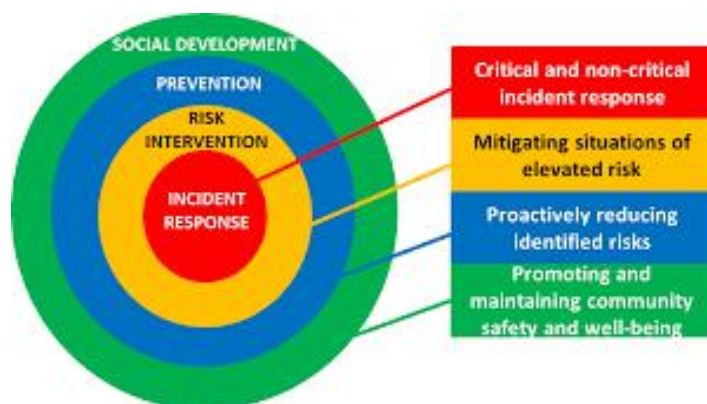 SOCIAL DEVELOPMENT
PREVENTION
RISK
INTERVENTION
INCIDENT
RESPONSE
Critical and non-critical
incident response
Mitigating situations of
elevated risk
Proactively reducing
identified risks
Promoting and
maintaining community
safety and well-being